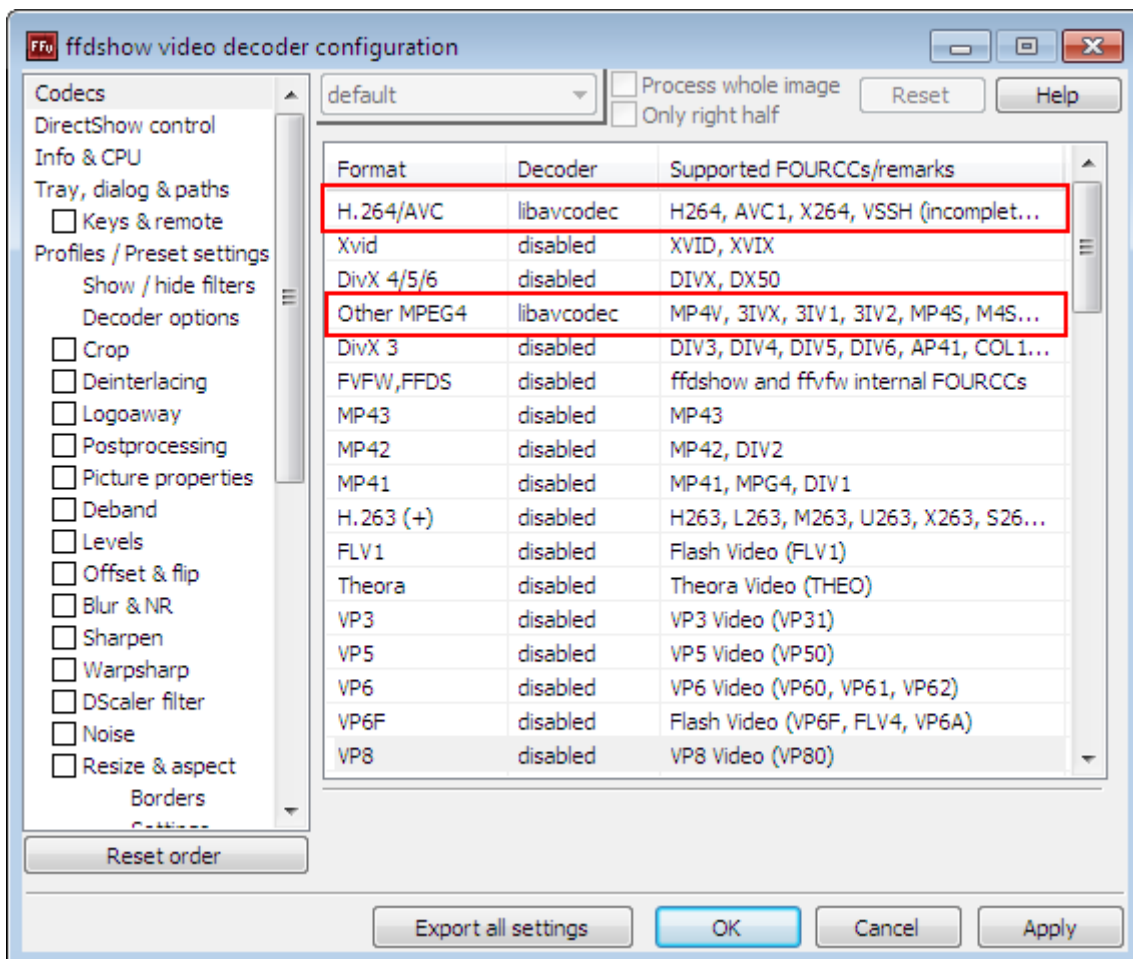 FFv ffdshow video decoder configuration
Codecs
DirectShow control
Info & CPU
Tray, dialog & paths
Keys & remote
Profiles / Preset settings
Show / hide filters
Decoder options
Crop
Deinterlacing
Logoaway
Postprocessing
Picture properties
Deband
Levels
Offset & flip
Blur & NR
Sharpen
Warpsharp
DScaler filter
Noise
Resize & aspect
Borders
Reset order
default
Process whole image
Only right half
Reset
Help
Format Decoder Supported FOURCCs/remarks
H.264/AVC libavcodec H264, AVC1, X264, VSSH (incomplet...
Xvid disabled XVID, XVIX
DivX 4/5/6 disabled DIVX, DX50
Other MPEG4 libavcodec MP4V, 3IVX, 3IV1, 3IV2, MP4S, M4S...
DivX 3 disabled DIV3, DIV4, DIV5, DIV6, AP41, COL1...
FVFW,FFDS disabled ffdshow and ffvfw internal FOURCCs
MP43 disabled MP43
MP42 disabled MP42, DIV2
MP41 disabled MP41, MPG4, DIV1
H.263 (+) disabled H263, L263, M263, U263, X263, S26...
FLV1 disabled Flash Video (FLV1)
Theora disabled Theora Video (THEO)
VP3 disabled VP3 Video (VP31)
VP5 disabled VP5 Video (VP50)
VP6 disabled VP6 Video (VP60, VP61, VP62)
VP6F disabled Flash Video (VP6F, FLV4, VP6A)
VP8 disabled VP8 Video (VP80)
Export all settings
OK
Cancel
Apply